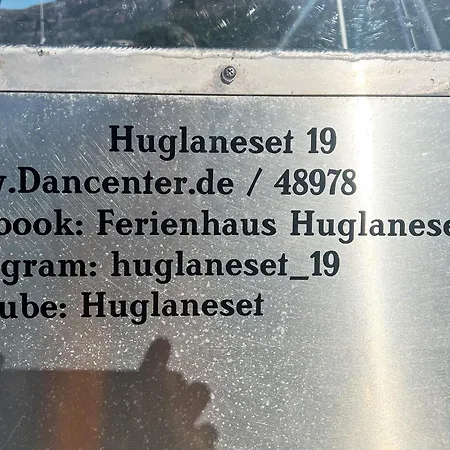 Huglaneset 19
.Dancenter.de / 48978
book: Ferienhaus Huglanese
gram: huglaneset_19
ube: Huglaneset